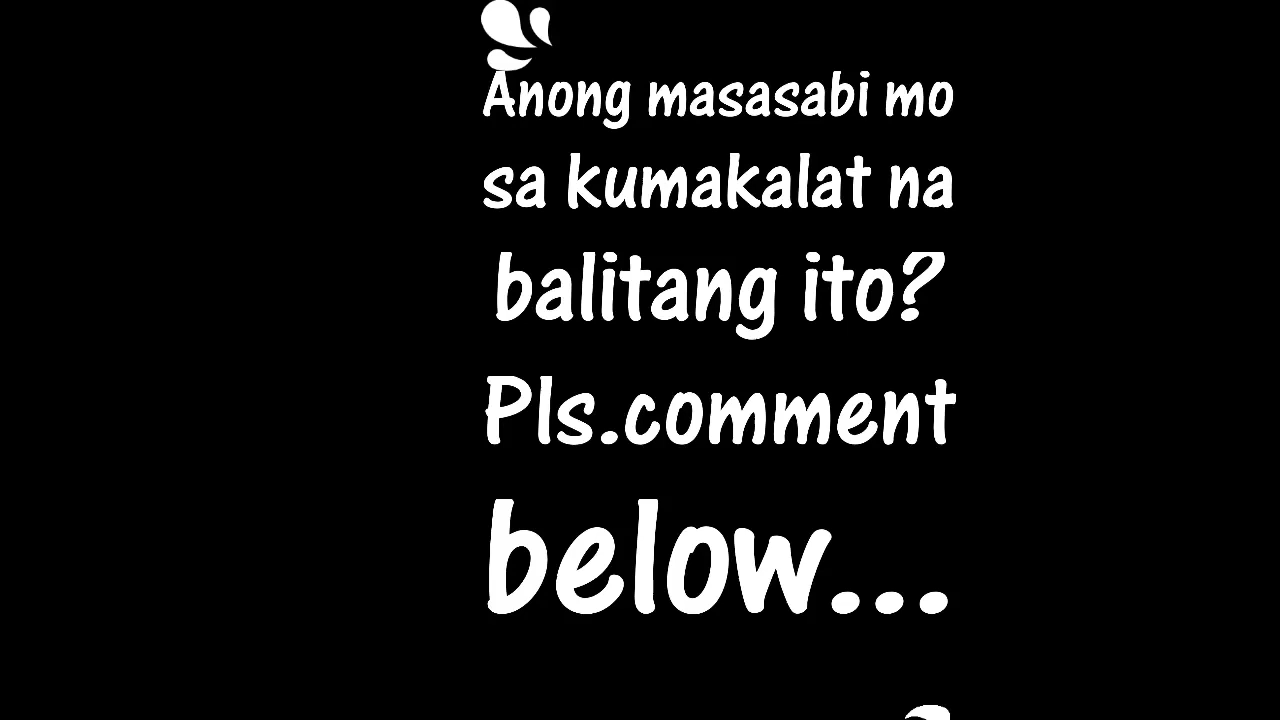 Anong masasabi mo
sa kumakalat na
balitang ito?
Pls.comment
below...